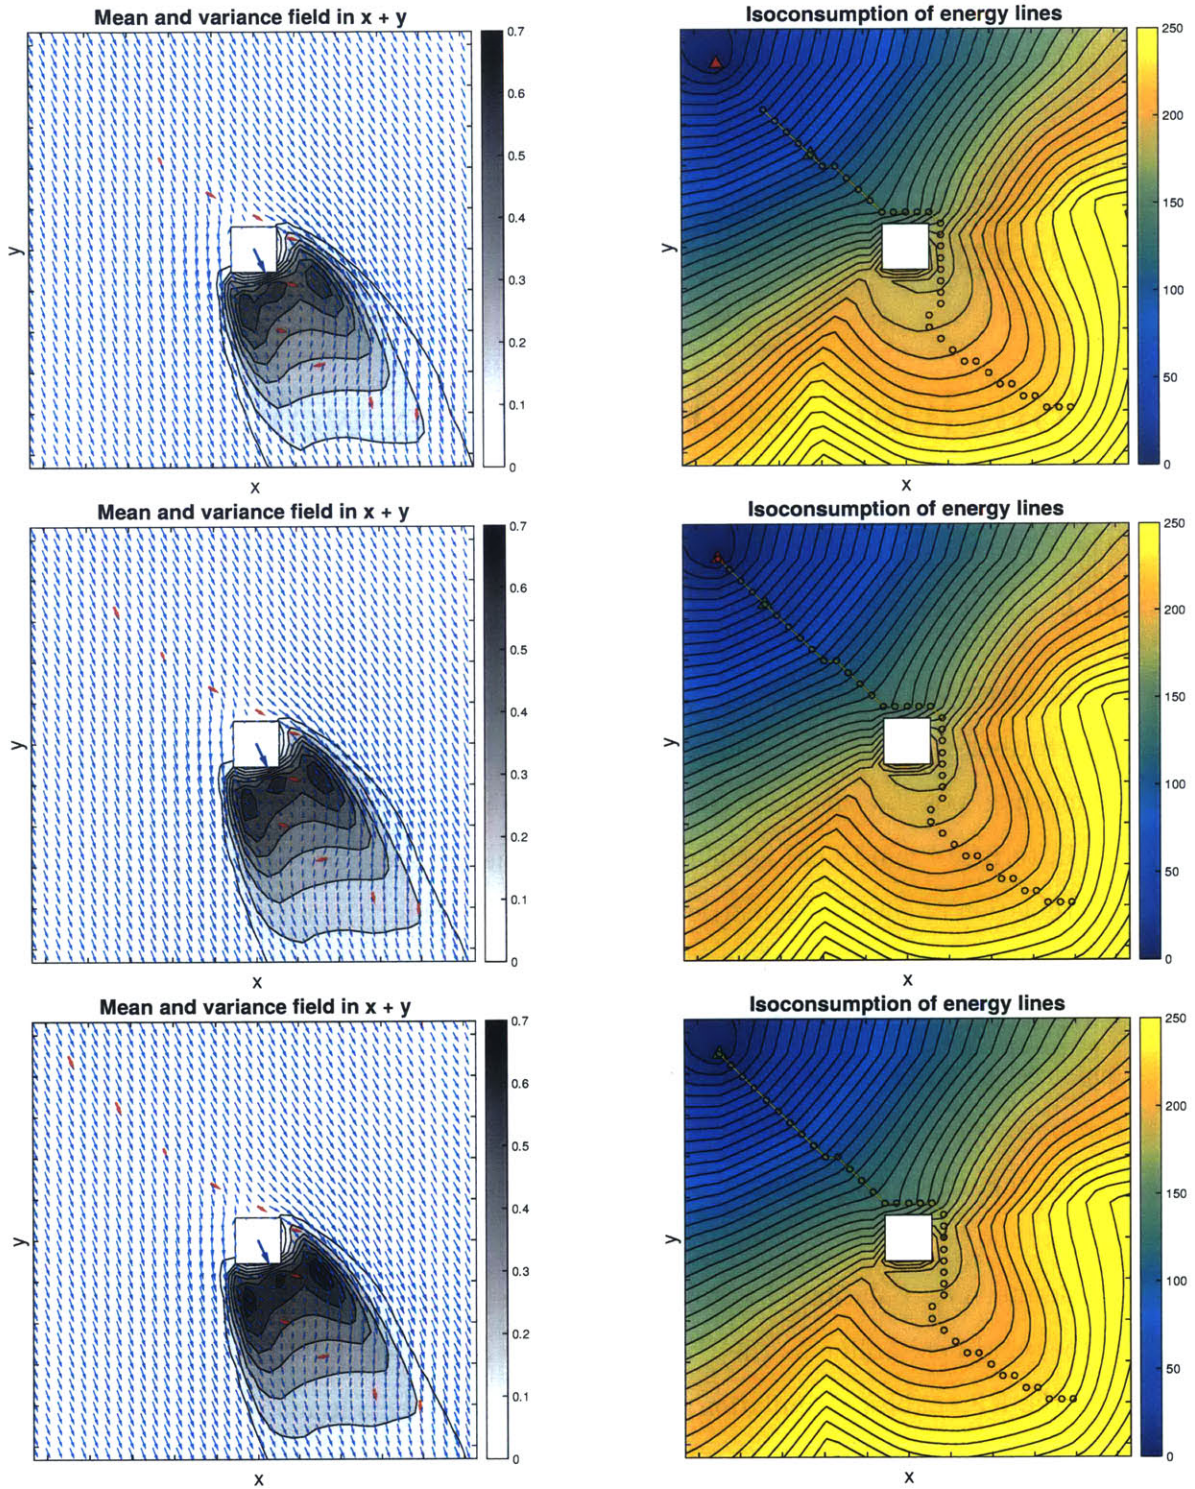 Mean and variance field in x + y
0.7
0.6
0.5
0.4
0.3
0.2
0.1
0
y
x
Isoconsumption of energy lines
250
200
150
100
50
0
y
x
Mean and variance field in x + y
0.7
0.6
0.5
0.4
0.3
0.2
0.1
0
y
x
Isoconsumption of energy lines
250
200
150
100
50
0
y
x
Mean and variance field in x + y
0.7
0.6
0.5
0.4
0.3
0.2
0.1
0
y
x
Isoconsumption of energy lines
250
200
150
100
50
0
y
x